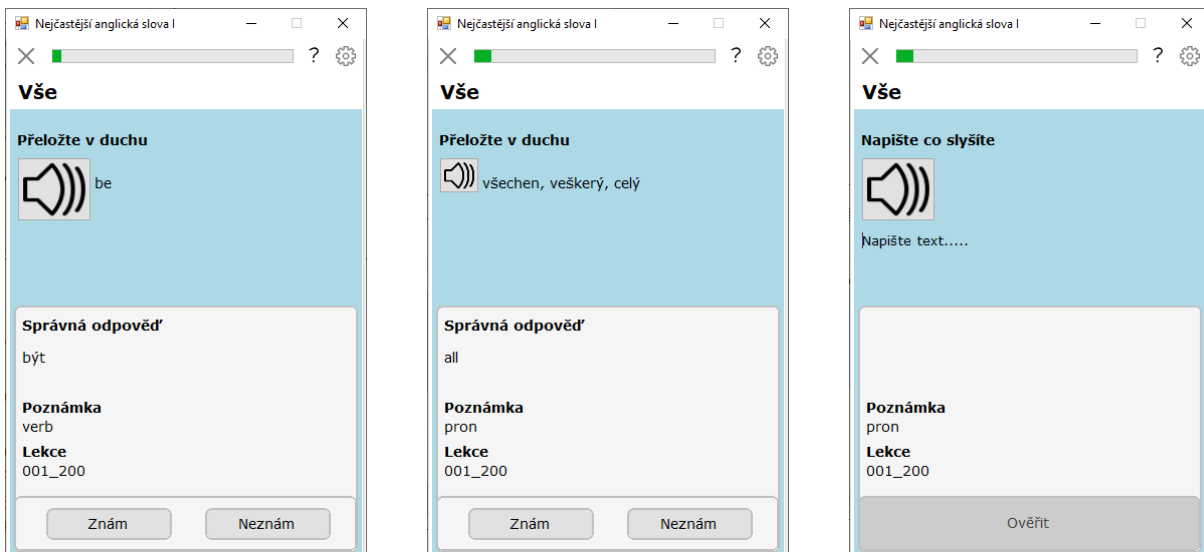 Nejčastější anglická slova I
?
Vše
Přeložte v duchu
be
Správná odpověď
být
Poznámka
verb
Lekce
001_200
Znám
Neznám
Nejčastější anglická slova I
?
Vše
Přeložte v duchu
všechen, veškerý, celý
Správná odpověď
all
Poznámka
pron
Lekce
001_200
Znám
Neznám
Nejčastější anglická slova I
?
Vše
Napište co slyšíte
Napište text.....
Poznámka
pron
Lekce
001_200
Ověřit